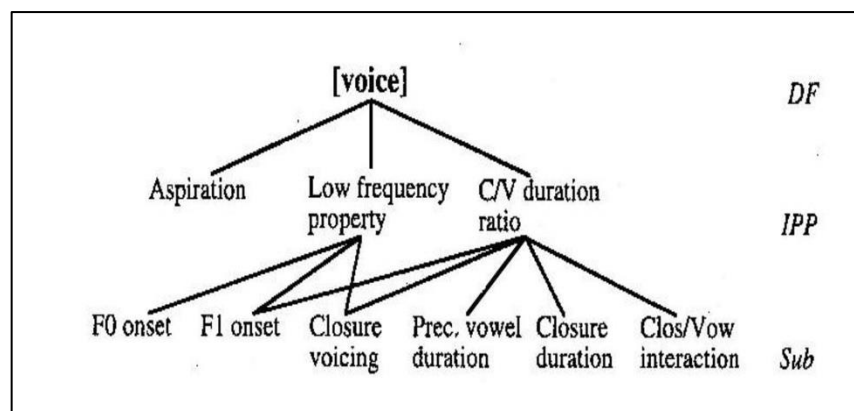 [voice] DF
Aspiration Low frequency property C/V duration ratio IPP
F0 onset F1 onset Closure voicing Prec. vowel duration Closure duration Clos/Vow interaction Sub